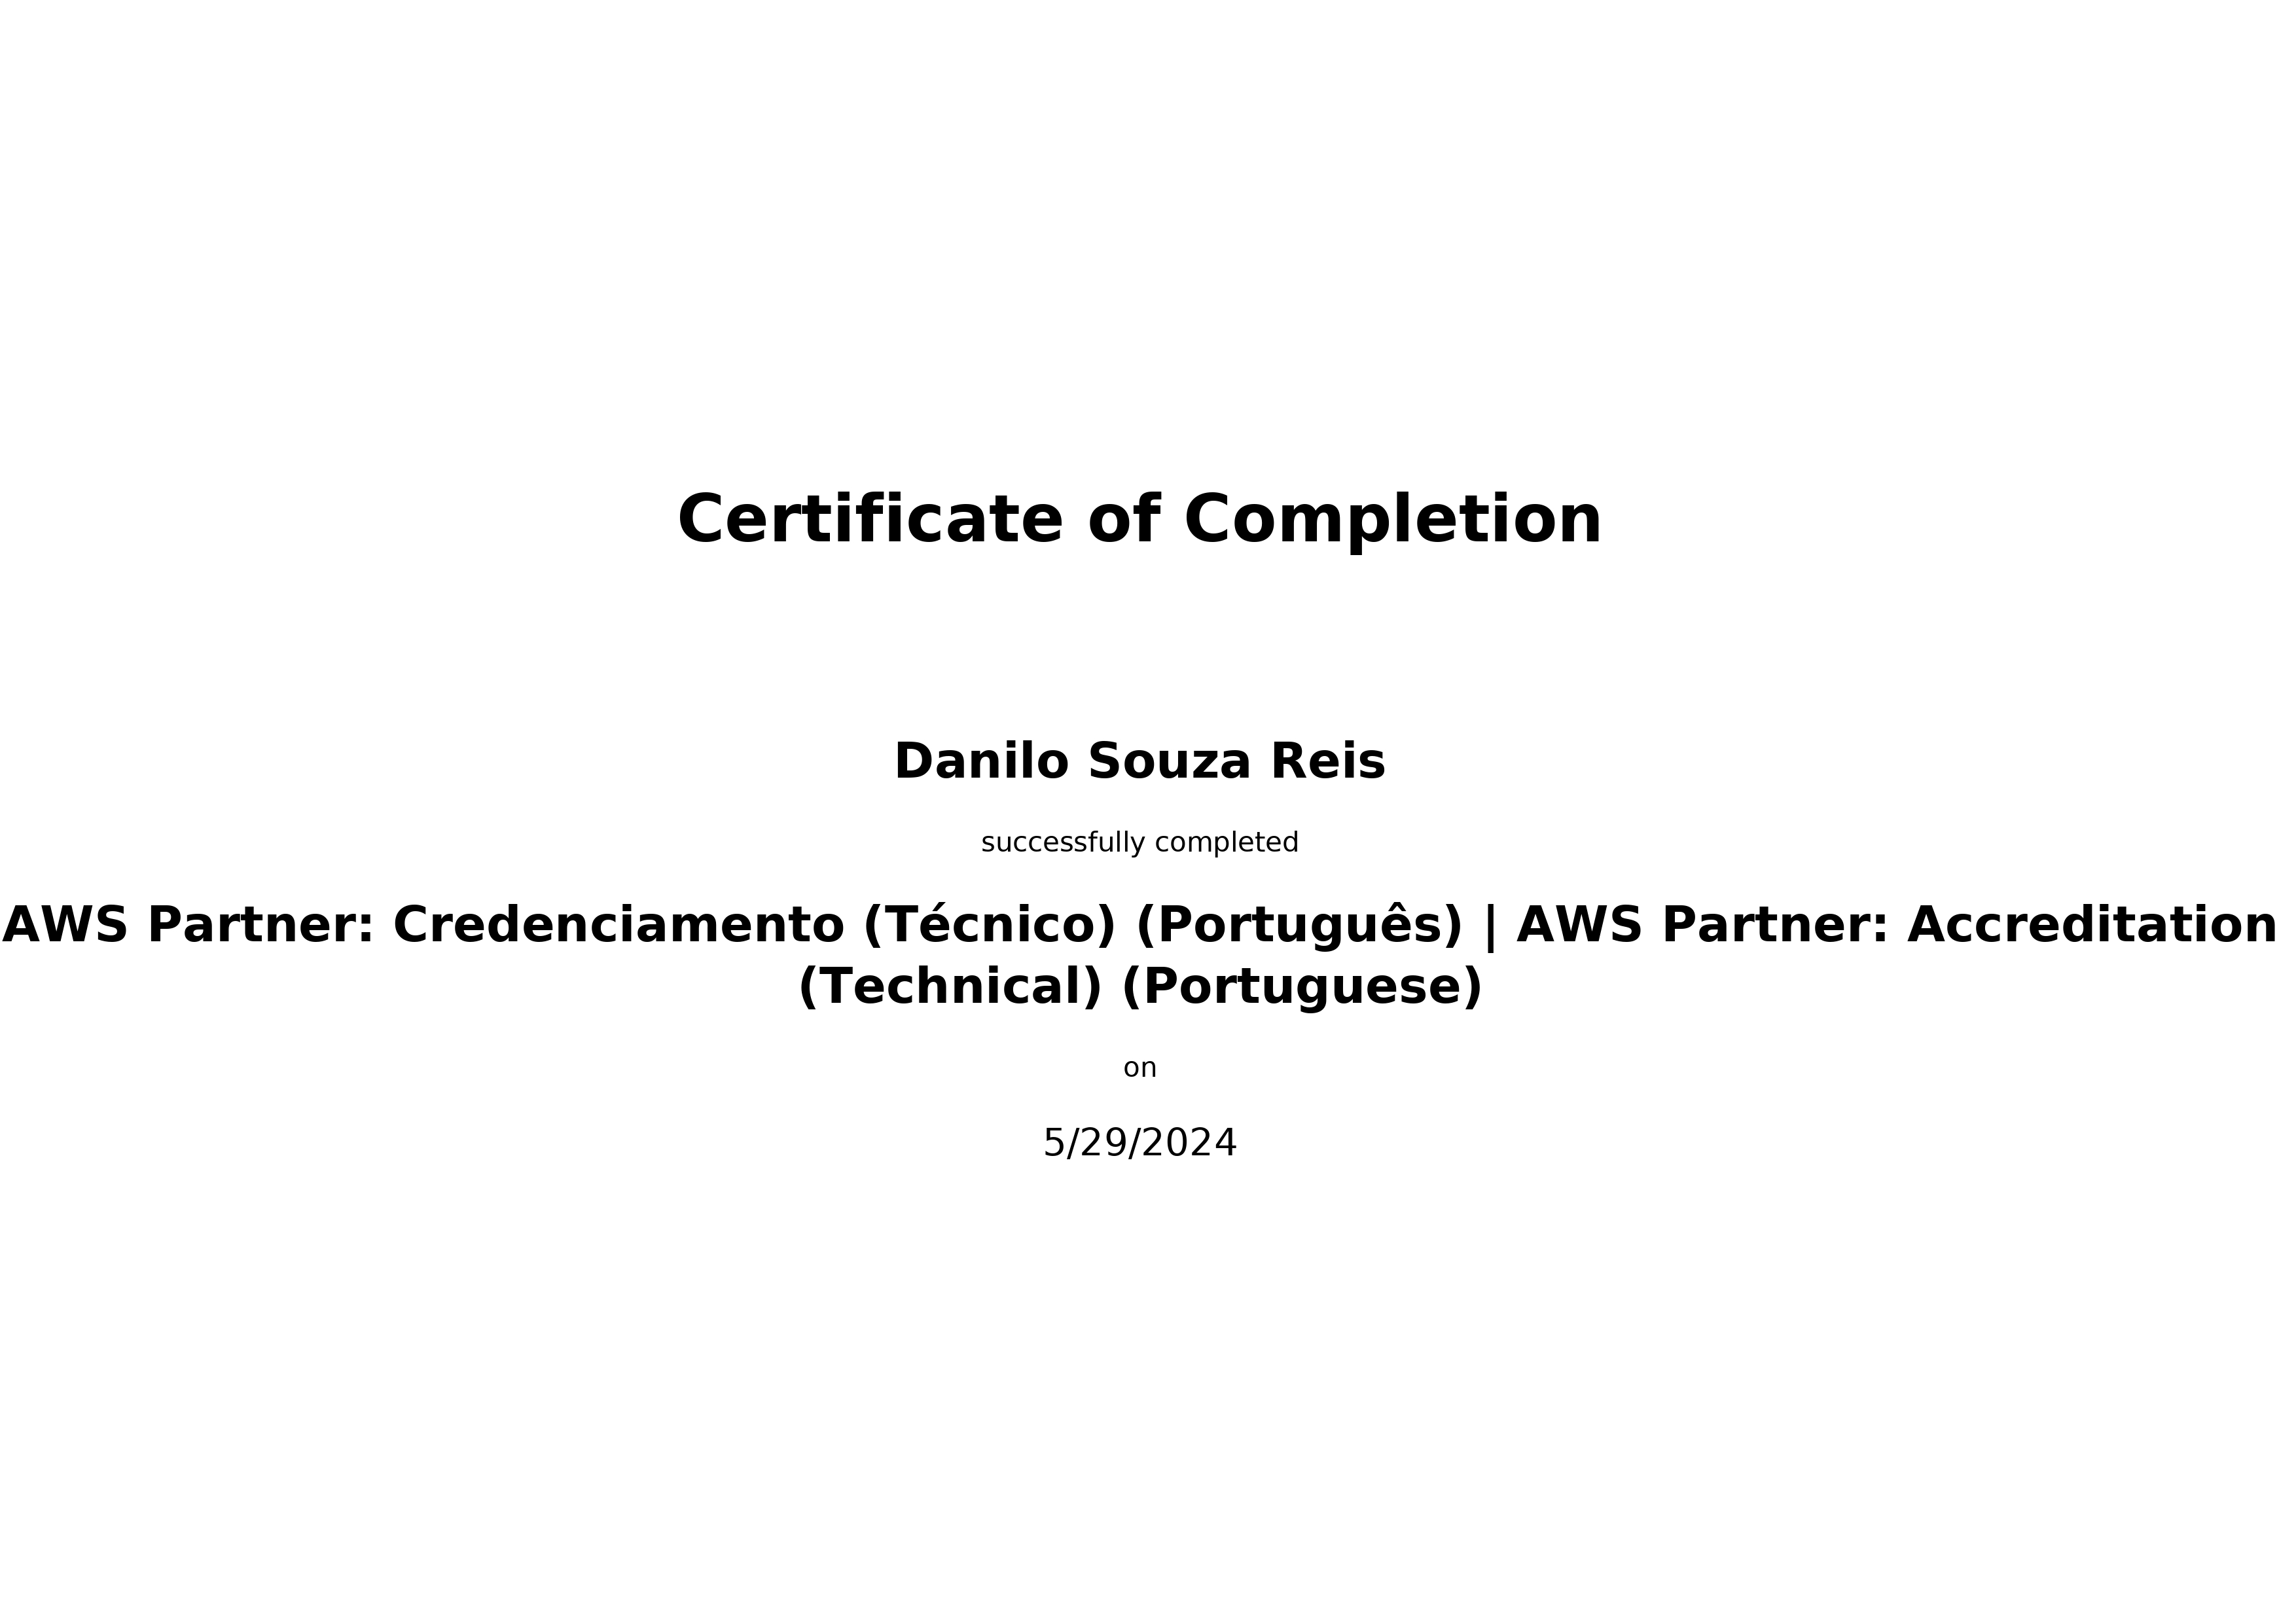 Certificate of Completion
Danilo Souza Reis
successfully completed
AWS Partner: Credenciamento (Técnico) (Português) | AWS Partner: Accreditation
(Technical) (Portuguese)
on
5/29/2024